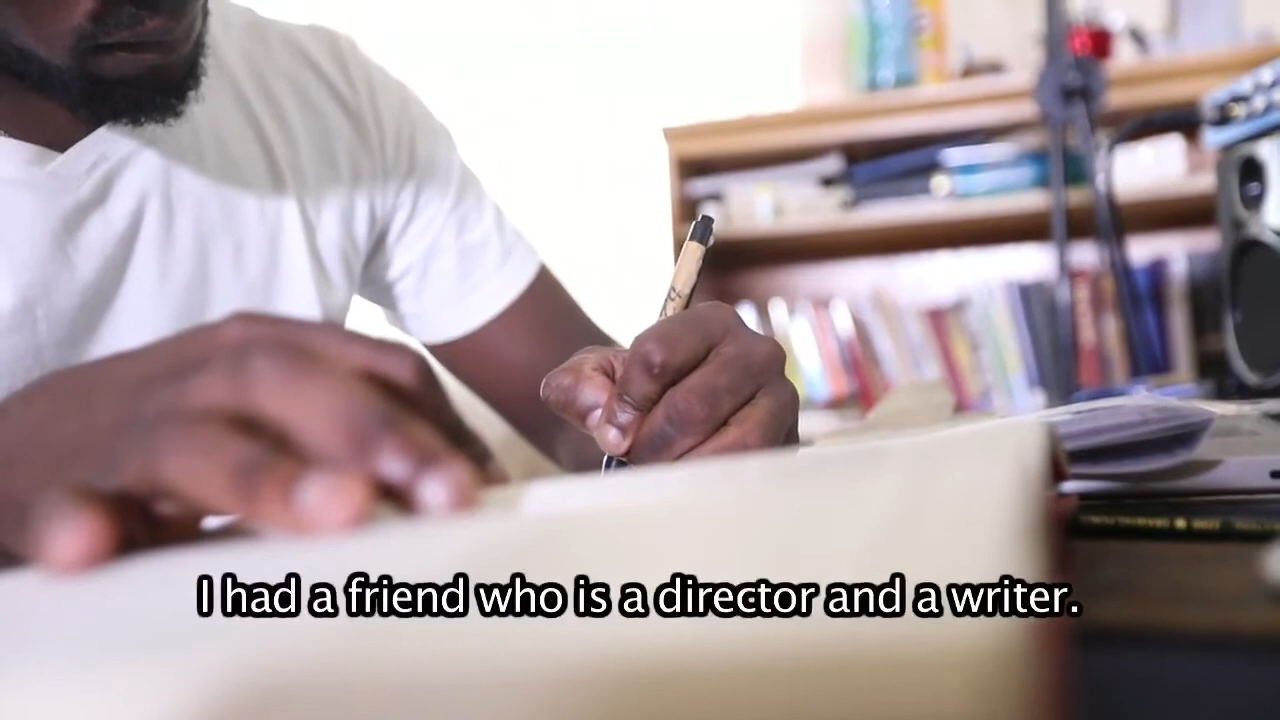 I had a friend who is a director and a writer.